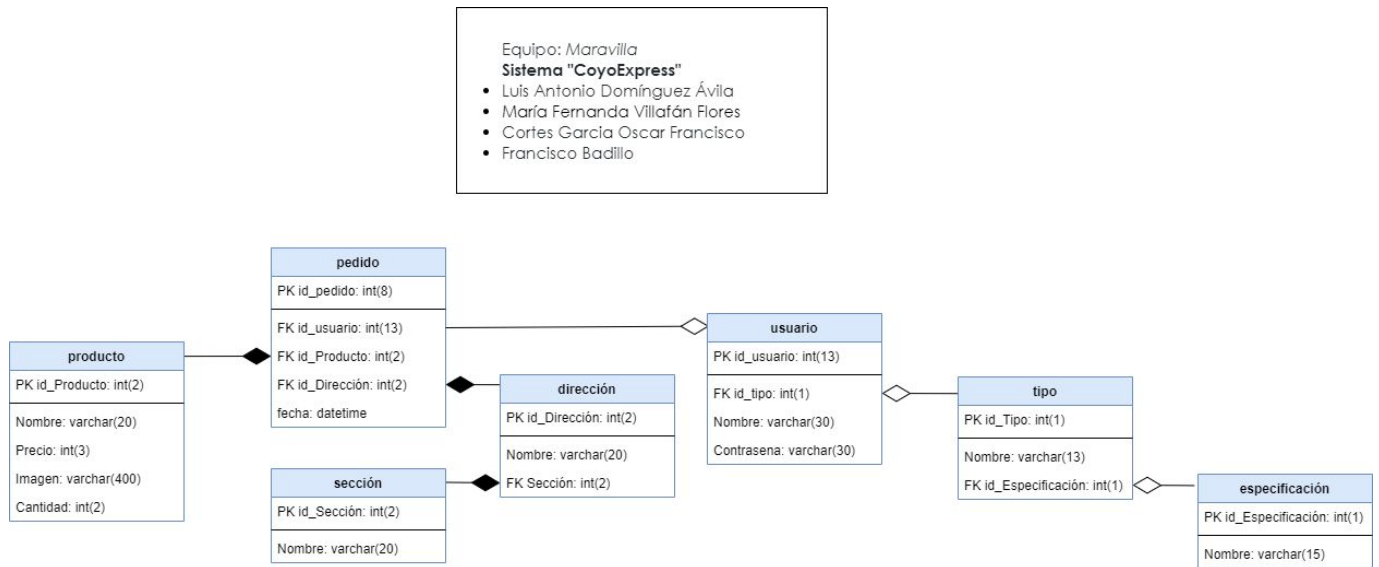 Equipo: Maravilla
Sistema "CoyoExpress"
• Luis Antonio Domínguez Ávila
• María Fernanda Villafán Flores
• Cortes Garcia Oscar Francisco
• Francisco Badillo
pedido
PK id_pedido: int(8)
FK id_usuario: int(13)
FK id_Producto: int(2)
FK id_Dirección: int(2)
fecha: datetime
producto
PK id_Producto: int(2)
Nombre: varchar(20)
Precio: int(3)
Imagen: varchar(400)
Cantidad: int(2)
dirección
PK id_Dirección: int(2)
Nombre: varchar(20)
FK Sección: int(2)
sección
PK id_Sección: int(2)
Nombre: varchar(20)
usuario
PK id_usuario: int(13)
FK id_tipo: int(1)
Nombre: varchar(30)
Contrasena: varchar(30)
tipo
PK id_Tipo: int(1)
Nombre: varchar(13)
FK id_Especificación: int(1)
especificación
PK id_Especificación: int(1)
Nombre: varchar(15)